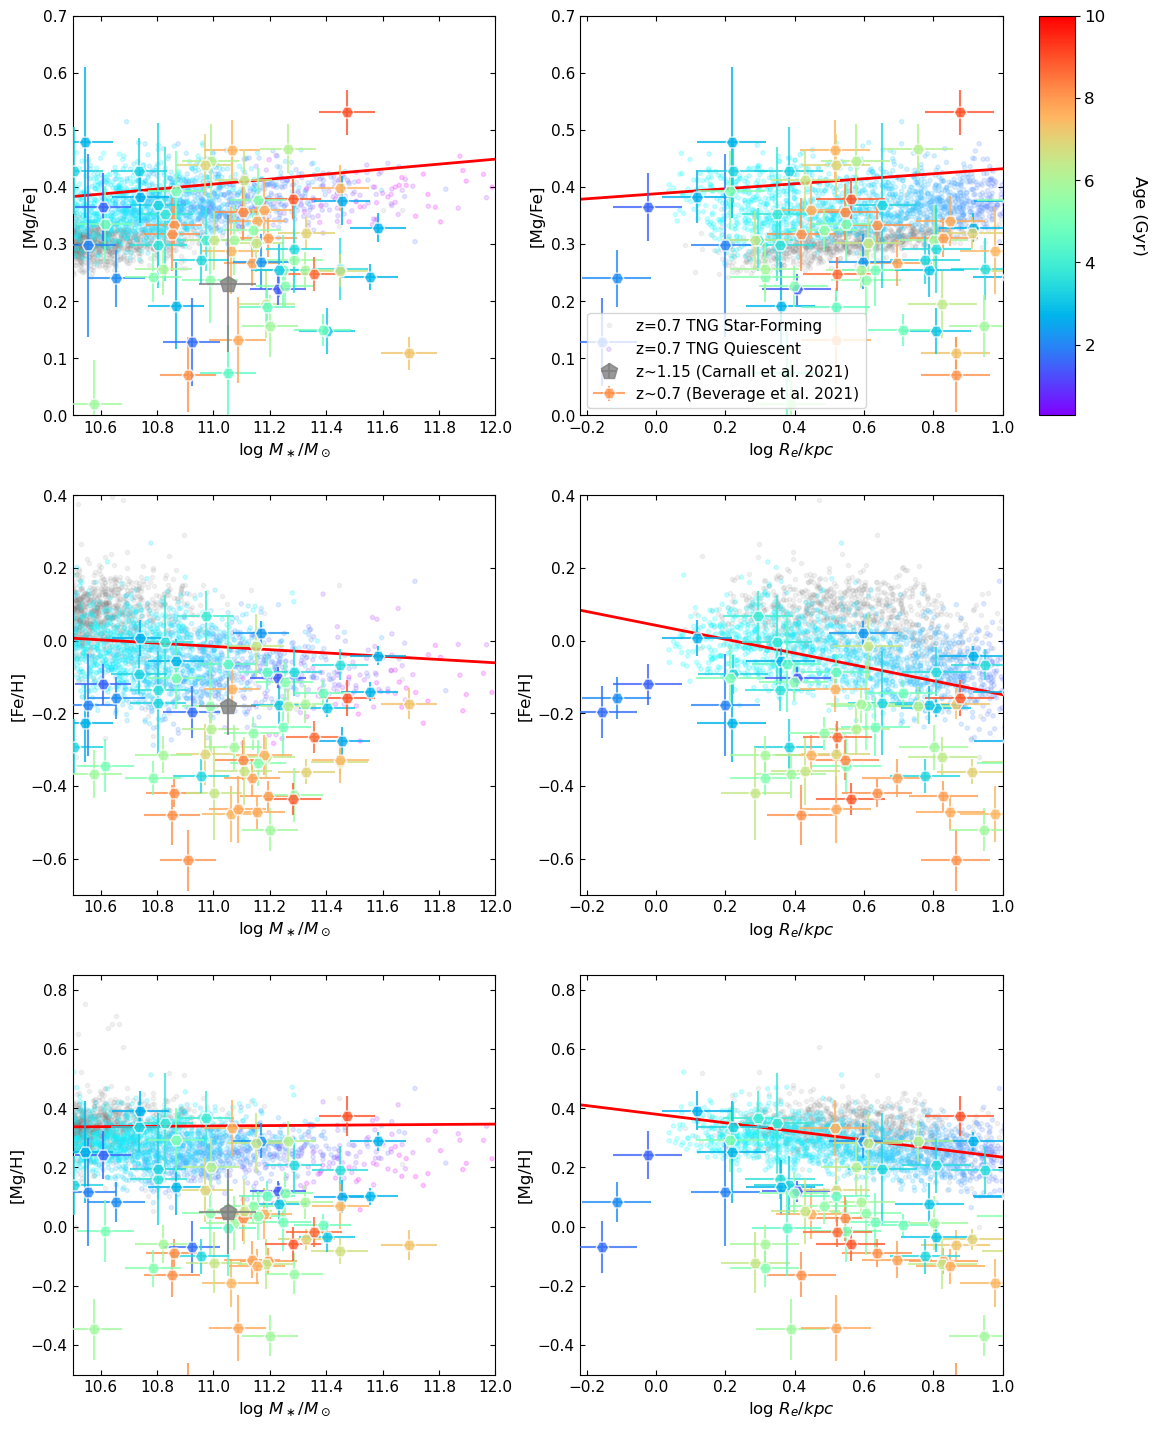 0.7
0.6
0.5
0.4
0.3
0.2
0.1
0.0
[Mg/Fe]
10.6 10.8 11.0 11.2 11.4 11.6 11.8 12.0
log M∗/M⊙
0.7
0.6
0.5
0.4
0.3
0.2
0.1
0.0
[Mg/Fe]
z=0.7 TNG Star-Forming
z=0.7 TNG Quiescent
z~1.15 (Carnall et al. 2021)
z~0.7 (Beverage et al. 2021)
−0.2 0.0 0.2 0.4 0.6 0.8 1.0
log Re/kpc
10
8
6
4
2
Age (Gyr)
0.4
0.2
0.0
−0.2
−0.4
−0.6
[Fe/H]
10.6 10.8 11.0 11.2 11.4 11.6 11.8 12.0
log M∗/M⊙
0.4
0.2
0.0
−0.2
−0.4
−0.6
[Fe/H]
−0.2 0.0 0.2 0.4 0.6 0.8 1.0
log Re/kpc
0.8
0.6
0.4
0.2
0.0
−0.2
−0.4
[Mg/H]
10.6 10.8 11.0 11.2 11.4 11.6 11.8 12.0
log M∗/M⊙
0.8
0.6
0.4
0.2
0.0
−0.2
−0.4
[Mg/H]
−0.2 0.0 0.2 0.4 0.6 0.8 1.0
log Re/kpc